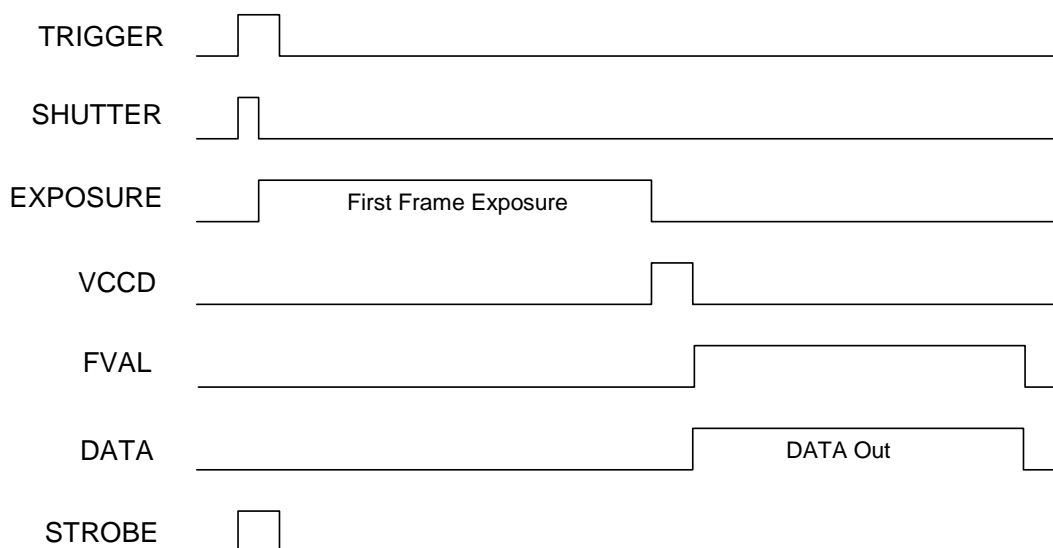 TRIGGER
SHUTTER
EXPOSURE
First Frame Exposure
VCCD
FVAL
DATA
DATA Out
STROBE